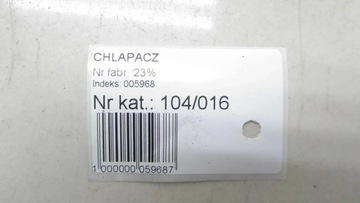 CHLAPACZ
Nr fabr. 23%
Indeks: 005968
Nr kat.: 104/016
1 000000 059687